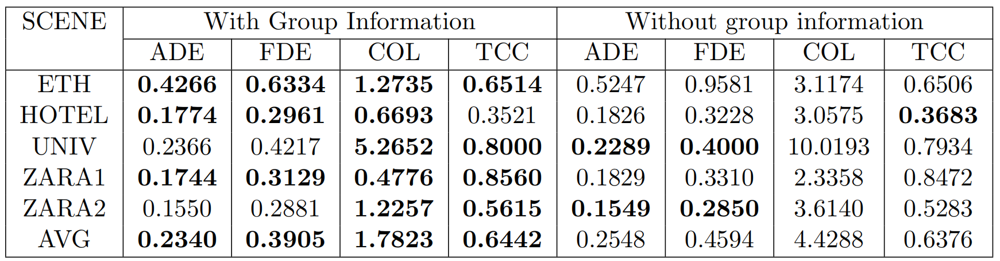 SCENE With Group Information Without group information
ADE FDE COL TCC ADE FDE COL TCC
ETH 0.4266 0.6334 1.2735 0.6514 0.5247 0.9581 3.1174 0.6506
HOTEL 0.1774 0.2961 0.6693 0.3521 0.1826 0.3228 3.0575 0.3683
UNIV 0.2366 0.4217 5.2652 0.8000 0.2289 0.4000 10.0193 0.7934
ZARA1 0.1744 0.3129 0.4776 0.8560 0.1829 0.3310 2.3358 0.8472
ZARA2 0.1550 0.2881 1.2257 0.5615 0.1549 0.2850 3.6140 0.5283
AVG 0.2340 0.3905 1.7823 0.6442 0.2548 0.4594 4.4288 0.6376